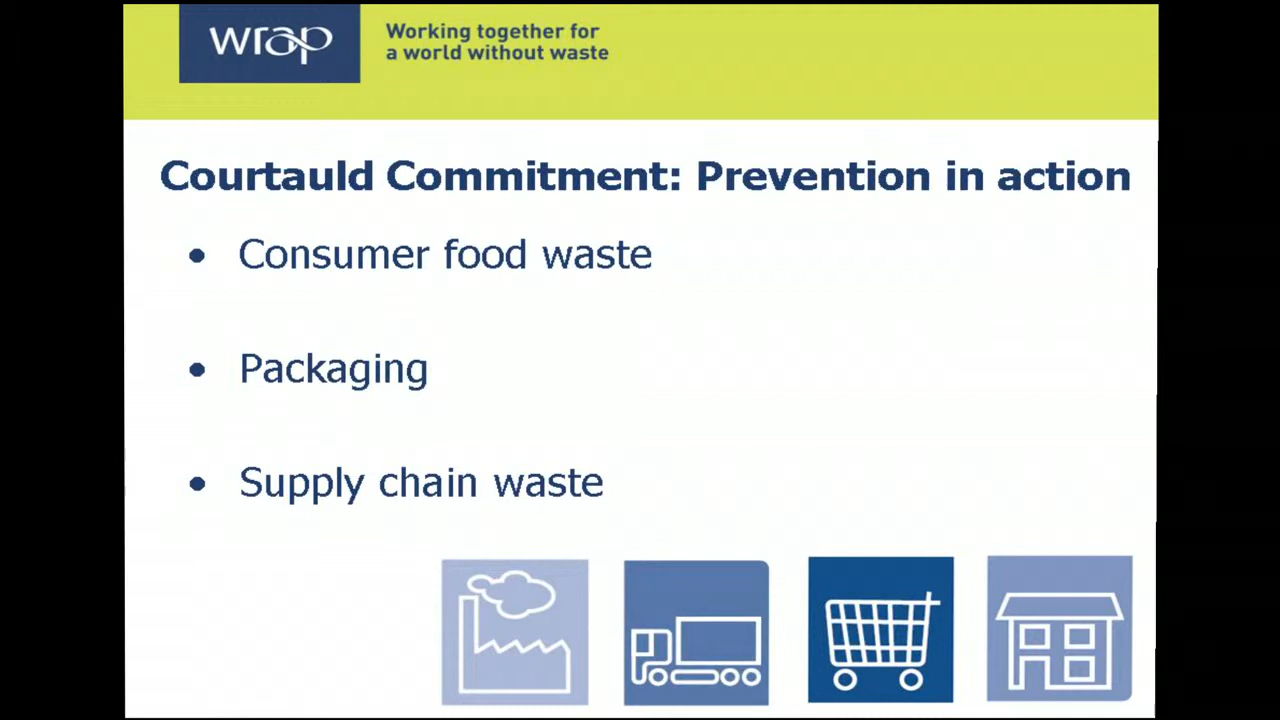 wrap
Working together for
a world without waste
Courtauld Commitment: Prevention in action
• Consumer food waste
• Packaging
• Supply chain waste